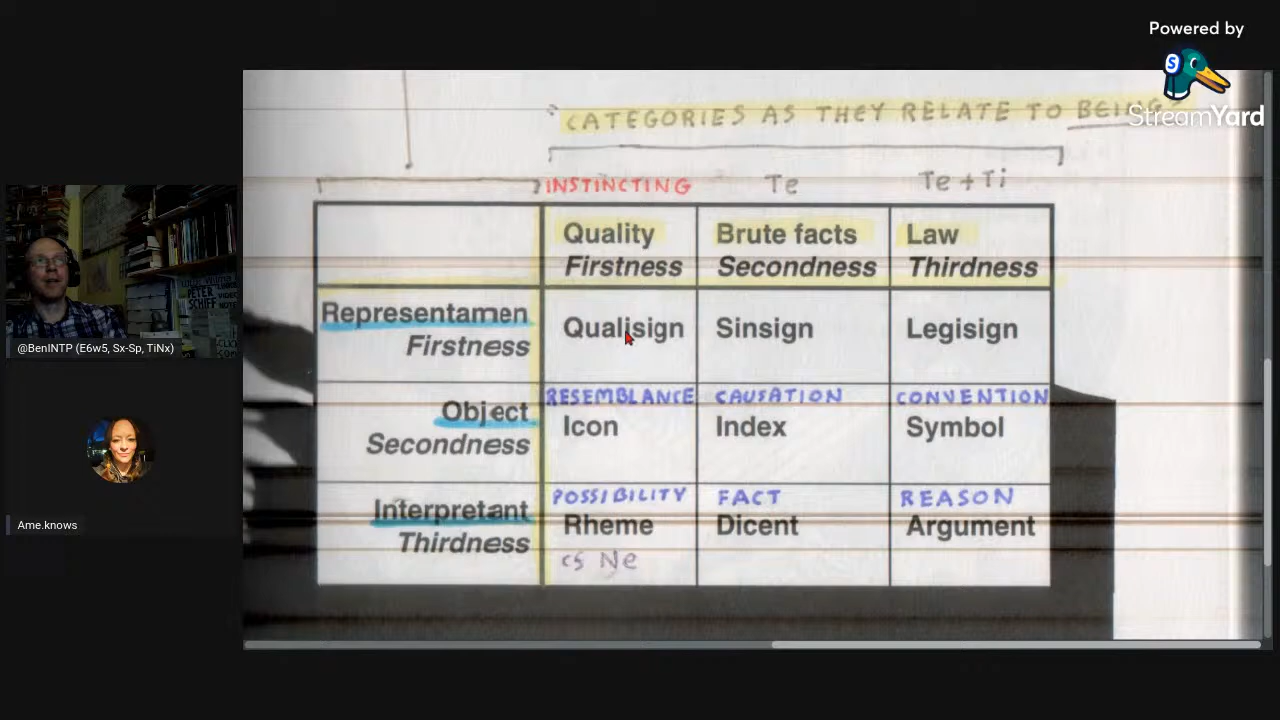 Powered by
S
StreamYard
CATEGORIES AS THEY RELATE TO BEING
INSTINCTING Te Te + Ti
Quality Brute facts Law
Firstness Secondness Thirdness
Representamen
Firstness
Qualisign Sinsign Legisign
RESEMBLANCE CAUSATION CONVENTION
Object
Secondness
Icon Index Symbol
POSSIBILITY FACT REASON
Interpretant
Thirdness
Rheme Dicent Argument
cs Ne
PETER
SCHIFF
@BenINTP (E6w5, Sx-Sp, TiNx)
Ame.knows